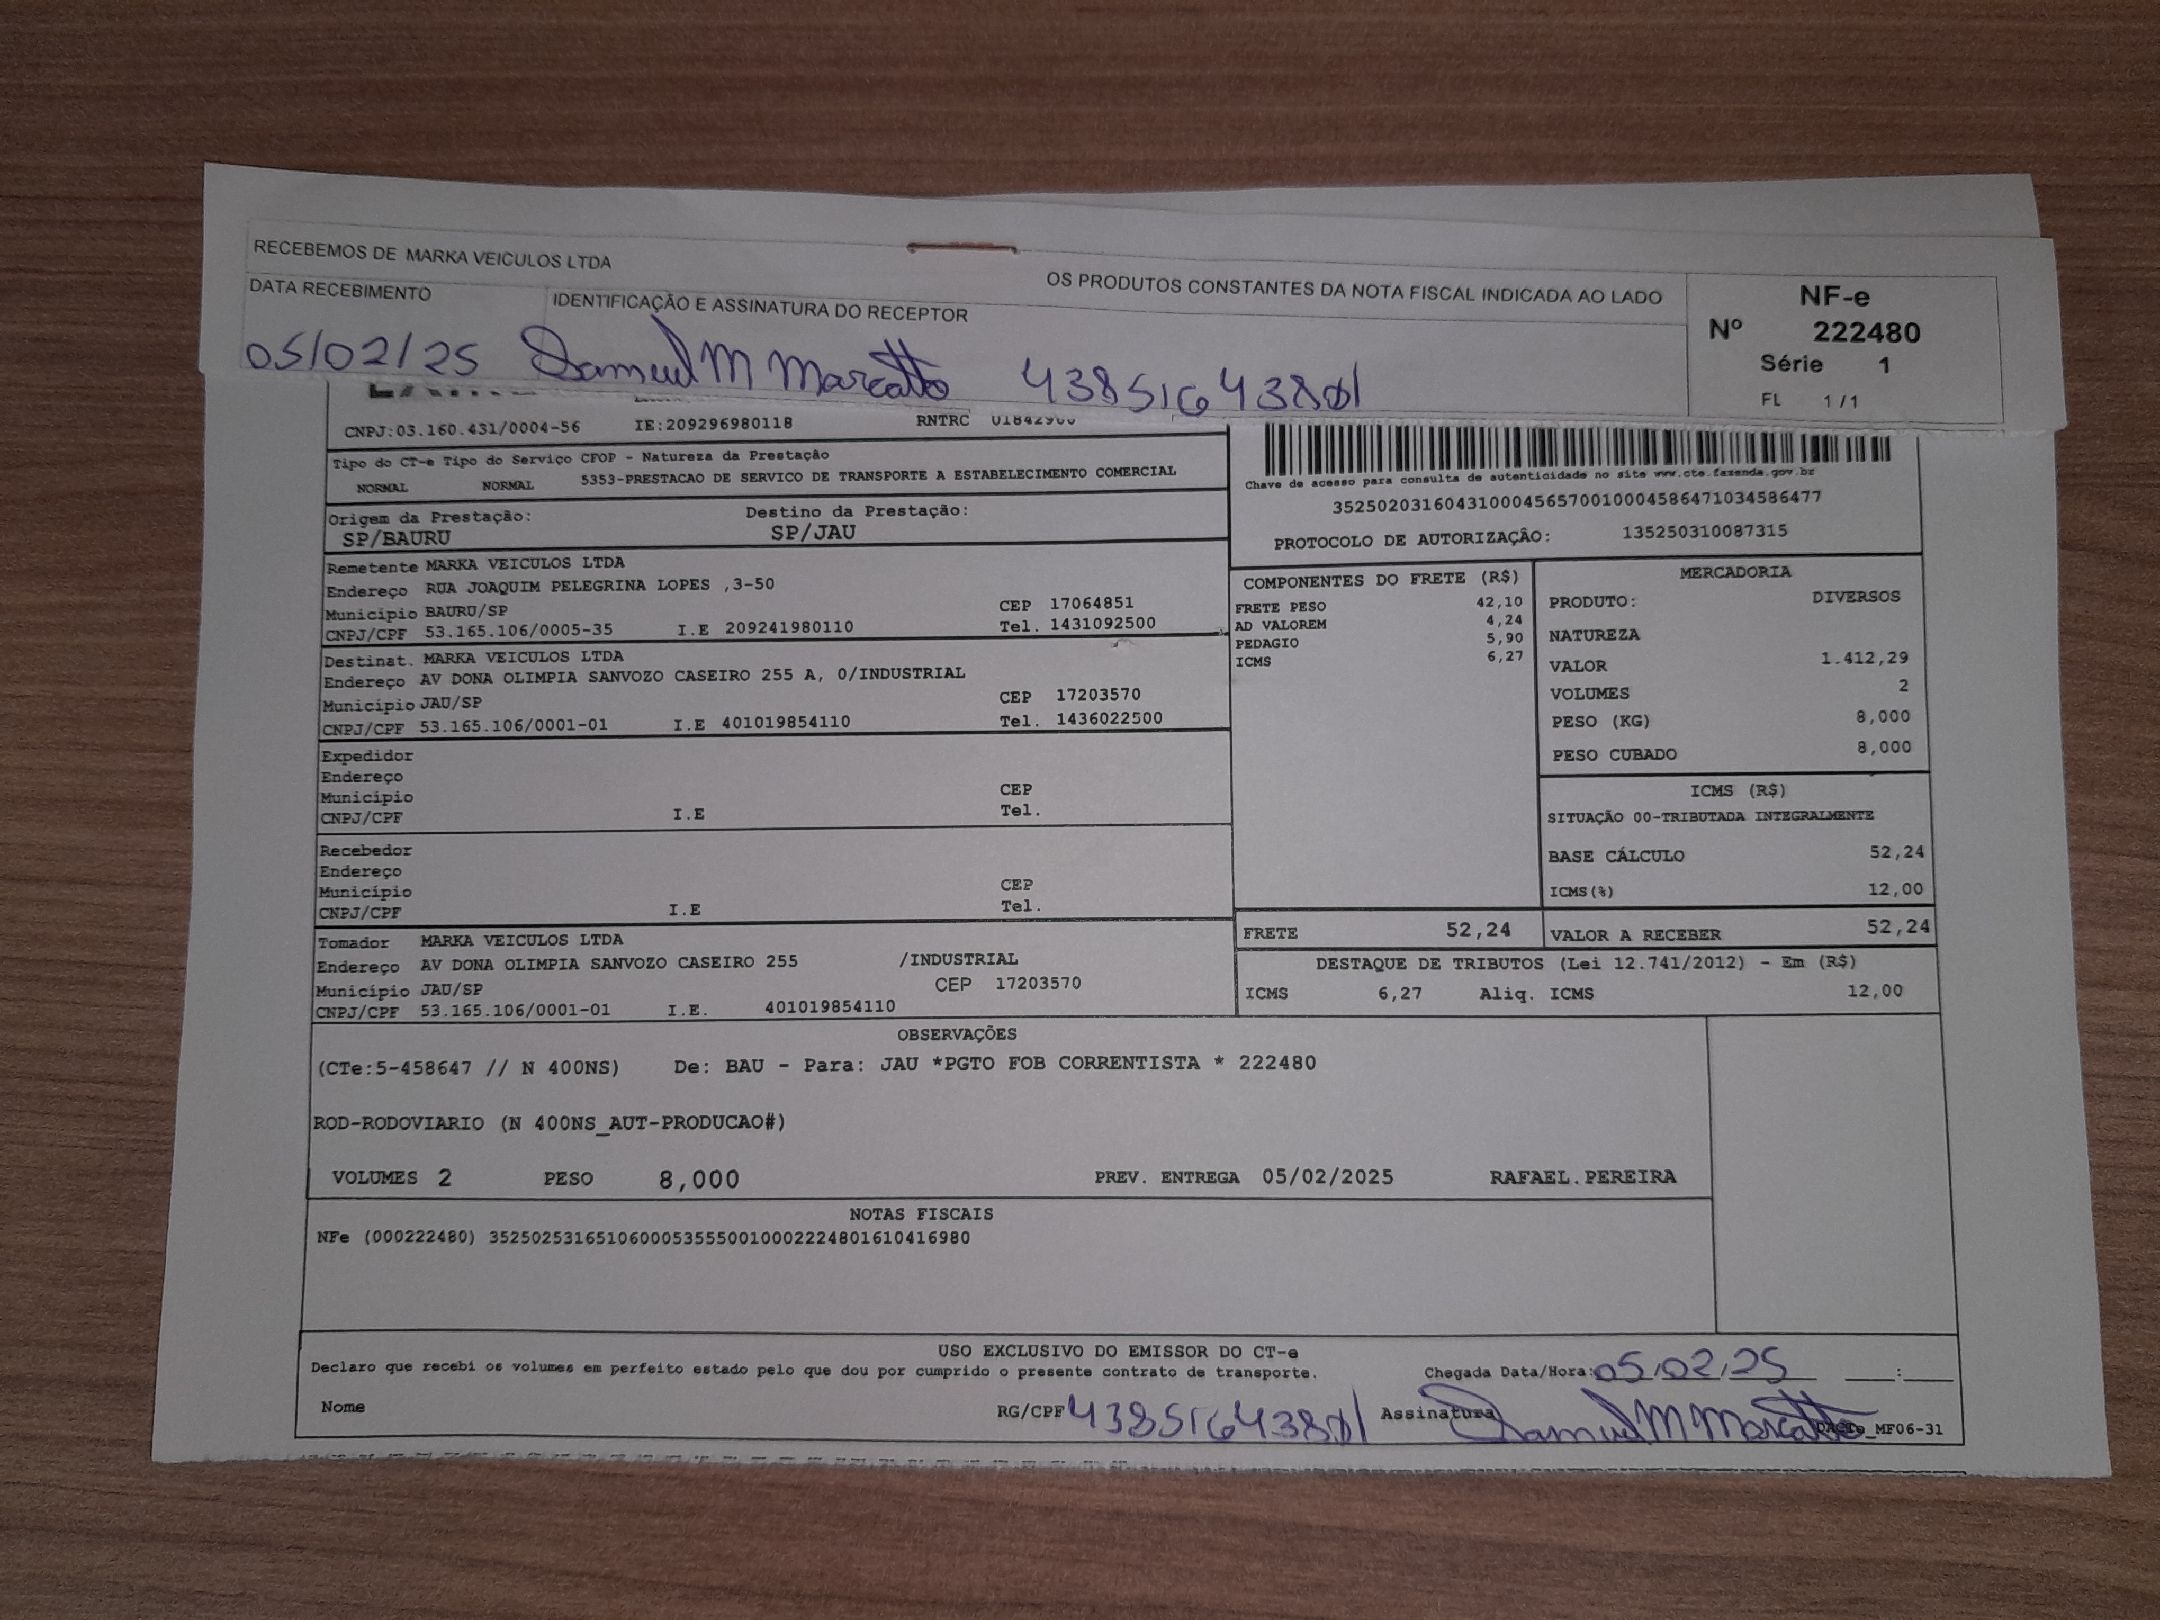 RECEBEMOS DE MARKA VEICULOS LTDA
OS PRODUTOS CONSTANTES DA NOTA FISCAL INDICADA AO LADO
DATA RECEBIMENTO
IDENTIFICAÇÃO E ASSINATURA DO RECEPTOR
05/02/25 Samuel M Marcatto 43851643801
NF-e
Nº 222480
Série 1
FL 1/1
CNPJ:03.160.431/0004-56 IE:209296980118 RNTRC
Tipo do CT-e Tipo do Serviço CFOP - Natureza da Prestação
NORMAL NORMAL 5353-PRESTACAO DE SERVICO DE TRANSPORTE A ESTABELECIMENTO COMERCIAL
Chave de acesso para consulta de autenticidade no site www.cte.fazenda.gov.br
35250203160431000456570010004586471034586477
PROTOCOLO DE AUTORIZAÇÃO: 135250310087315
Origem da Prestação: Destino da Prestação:
SP/BAURU SP/JAU
Remetente MARKA VEICULOS LTDA
Endereço RUA JOAQUIM PELEGRINA LOPES ,3-50
Município BAURU/SP CEP 17064851
CNPJ/CPF 53.165.106/0005-35 I.E 209241980110 Tel. 1431092500
Destinat. MARKA VEICULOS LTDA
Endereço AV DONA OLIMPIA SANVOZO CASEIRO 255 A, 0/INDUSTRIAL
Município JAU/SP CEP 17203570
CNPJ/CPF 53.165.106/0001-01 I.E 401019854110 Tel. 1436022500
Expedidor
Endereço
Município CEP
CNPJ/CPF I.E Tel.
Recebedor
Endereço
Município CEP
CNPJ/CPF I.E Tel.
Tomador MARKA VEICULOS LTDA
Endereço AV DONA OLIMPIA SANVOZO CASEIRO 255 /INDUSTRIAL
Município JAU/SP CEP 17203570
CNPJ/CPF 53.165.106/0001-01 I.E. 401019854110
COMPONENTES DO FRETE (R$)
FRETE PESO 42,10
AD VALOREM 4,24
PEDAGIO 5,90
ICMS 6,27
MERCADORIA
PRODUTO: DIVERSOS
NATUREZA
VALOR 1.412,29
VOLUMES 2
PESO (KG) 8,000
PESO CUBADO 8,000
ICMS (R$)
SITUAÇÃO 00-TRIBUTADA INTEGRALMENTE
BASE CÁLCULO 52,24
ICMS(%) 12,00
FRETE 52,24 VALOR A RECEBER 52,24
DESTAQUE DE TRIBUTOS (Lei 12.741/2012) - Em (R$)
ICMS 6,27 Aliq. ICMS 12,00
OBSERVAÇÕES
(CTe:5-458647 // N 400NS) De: BAU - Para: JAU *PGTO FOB CORRENTISTA * 222480
ROD-RODOVIARIO (N 400NS_AUT-PRODUCAO#)
VOLUMES 2 PESO 8,000 PREV. ENTREGA 05/02/2025 RAFAEL.PEREIRA
NOTAS FISCAIS
NFe (000222480) 35250253165106000535550010002224801610416980
USO EXCLUSIVO DO EMISSOR DO CT-e
Declaro que recebi os volumes em perfeito estado pelo que dou por cumprido o presente contrato de transporte. Chegada Data/Hora: 05/02/25 :
Nome RG/CPF 43851643801 Assinatura Samuel M Marcatto DACTe_MF06-31